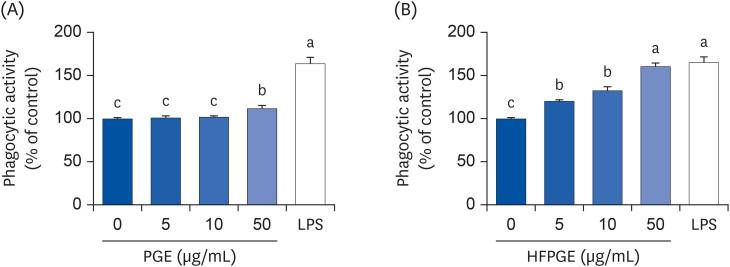 (A)
Phagocytic activity
(% of control)
200
150
100
50
0
c
c
c
b
a
0
5
10
50
LPS
PGE (µg/mL)
(B)
Phagocytic activity
(% of control)
200
150
100
50
0
c
b
b
a
a
0
5
10
50
LPS
HFPGE (µg/mL)